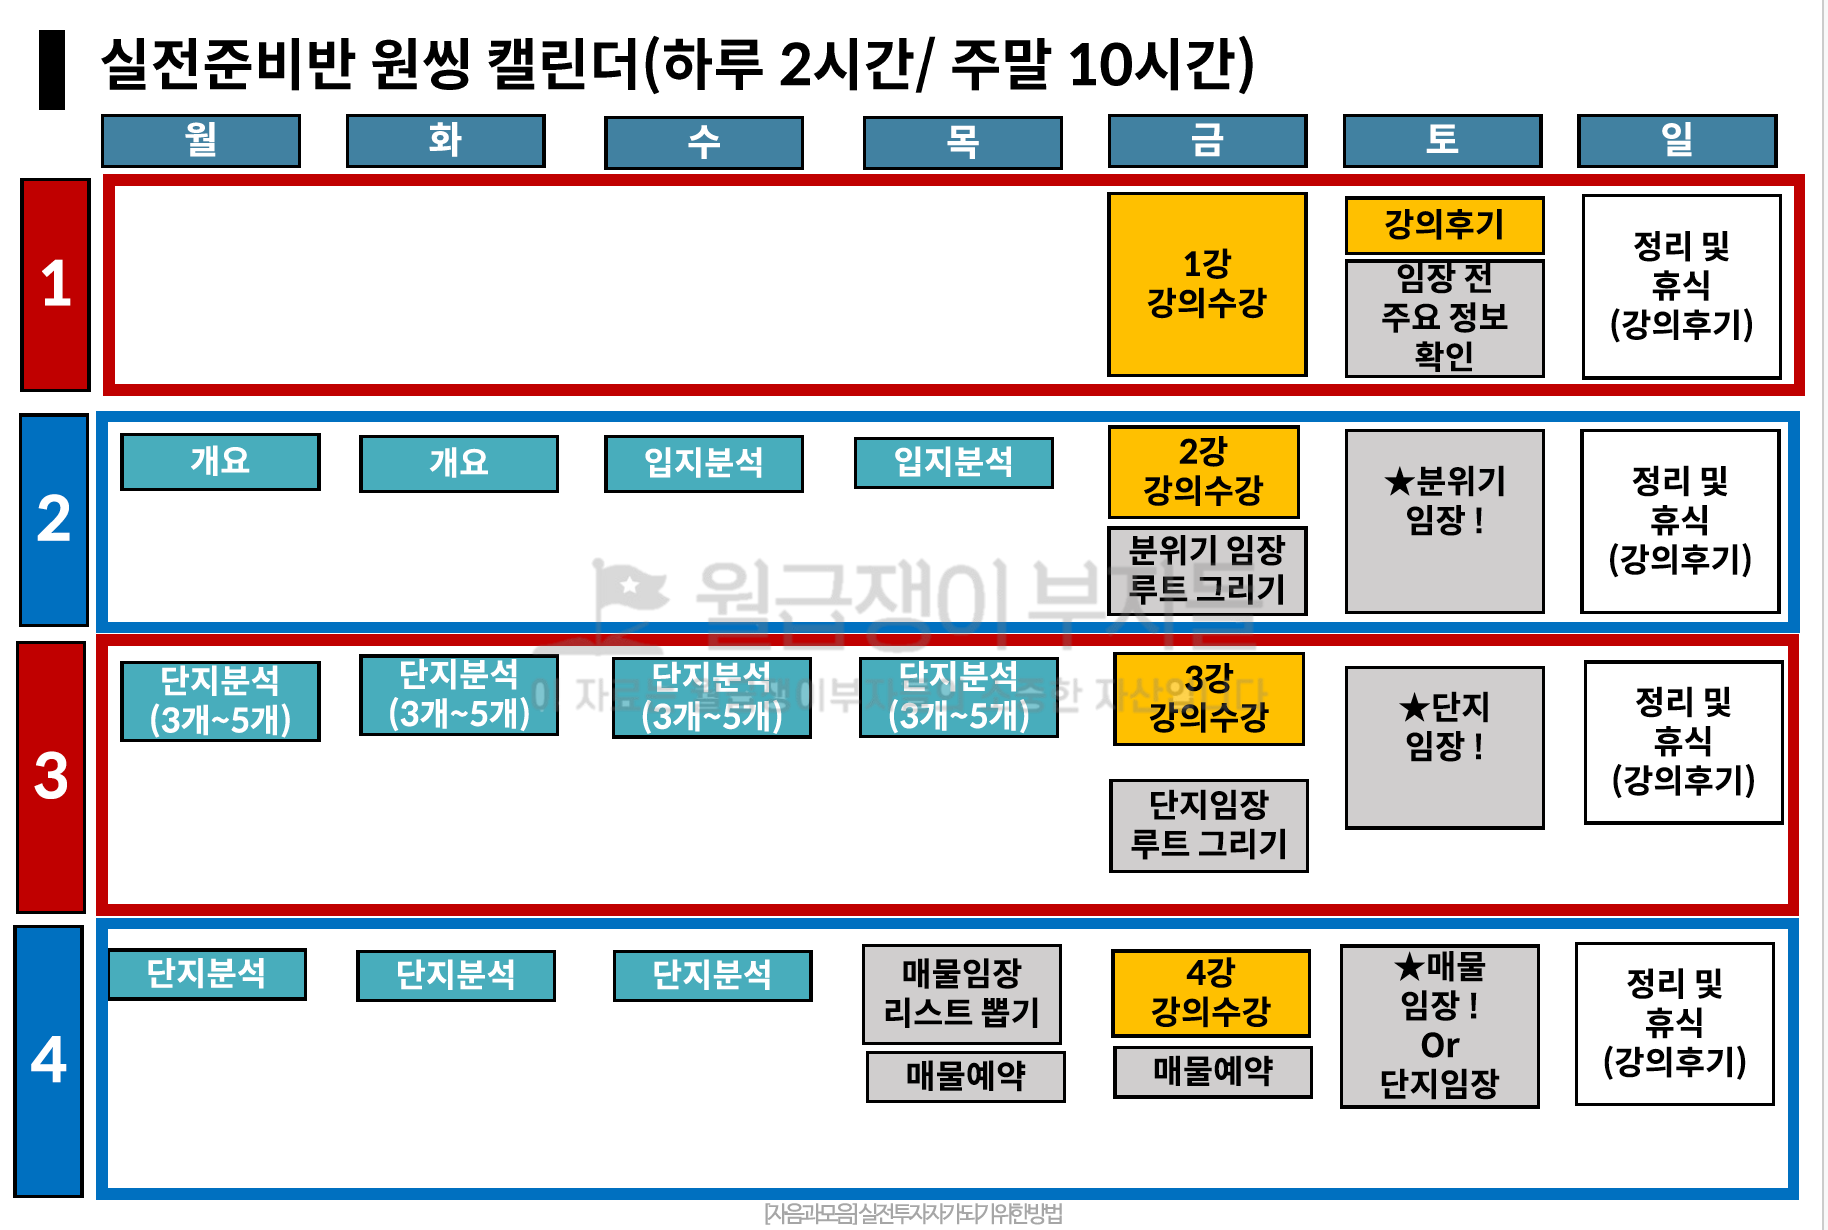 실전준비반 원씽 캘린더(하루 2시간/ 주말 10시간)
월 화 수 목 금 토 일
1
1강
강의수강
강의후기
임장 전
주요 정보
확인
정리 및
휴식
(강의후기)
2
개요
개요
입지분석
입지분석
2강
강의수강
분위기 임장
루트 그리기
★분위기
임장 !
정리 및
휴식
(강의후기)
월급쟁이 부자들
이 자료는 월급쟁이부자들의 소중한 자산입니다
3
단지분석
(3개~5개)
단지분석
(3개~5개)
단지분석
(3개~5개)
단지분석
(3개~5개)
3강
강의수강
단지임장
루트 그리기
★단지
임장 !
정리 및
휴식
(강의후기)
4
단지분석
단지분석
단지분석
매물임장
리스트 뽑기
매물예약
4강
강의수강
매물예약
★매물
임장 !
Or
단지임장
정리 및
휴식
(강의후기)
[자음과모음] 실전투자자가되기위한방법